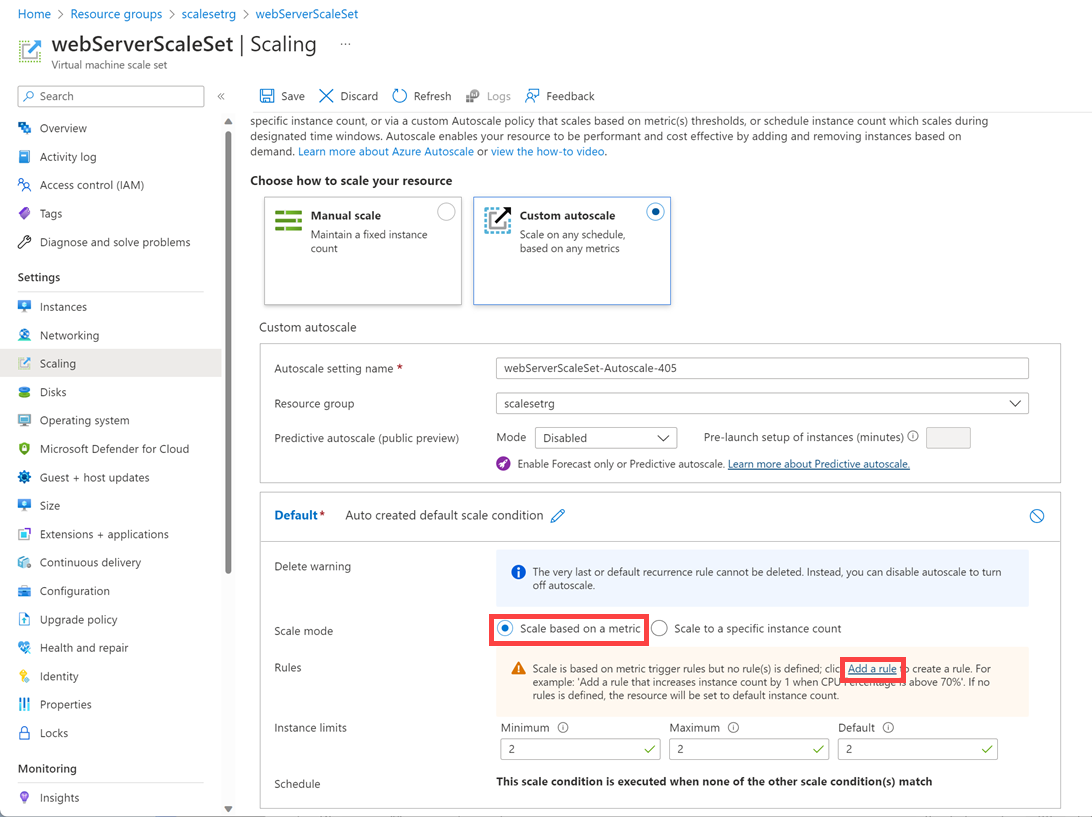 Home > Resource groups > scalesetrg > webServerScaleSet
webServerScaleSet | Scaling ...
Virtual machine scale set
Search
«
Overview
Activity log
Access control (IAM)
Tags
Diagnose and solve problems
Settings
Instances
Networking
Scaling
Disks
Operating system
Microsoft Defender for Cloud
Guest + host updates
Size
Extensions + applications
Continuous delivery
Configuration
Upgrade policy
Health and repair
Identity
Properties
Locks
Monitoring
Insights
Save Discard Refresh Logs Feedback
specific instance count, or via a custom Autoscale policy that scales based on metric(s) thresholds, or schedule instance count which scales during
designated time windows. Autoscale enables your resource to be performant and cost effective by adding and removing instances based on
demand. Learn more about Azure Autoscale or view the how-to video.
Choose how to scale your resource
Manual scale
Maintain a fixed instance
count
Custom autoscale
Scale on any schedule,
based on any metrics
Custom autoscale
Autoscale setting name * webServerScaleSet-Autoscale-405
Resource group scalesetrg
Predictive autoscale (public preview) Mode Disabled Pre-launch setup of instances (minutes)
Enable Forecast only or Predictive autoscale. Learn more about Predictive autoscale.
Default* Auto created default scale condition
Delete warning
The very last or default recurrence rule cannot be deleted. Instead, you can disable autoscale to turn
off autoscale.
Scale mode Scale based on a metric Scale to a specific instance count
Rules
Scale is based on metric trigger rules but no rule(s) is defined; clic Add a rule to create a rule. For
example: 'Add a rule that increases instance count by 1 when CPU Percentage is above 70%'. If no
rules is defined, the resource will be set to default instance count.
Instance limits Minimum Maximum Default
2 2 2
Schedule This scale condition is executed when none of the other scale condition(s) match